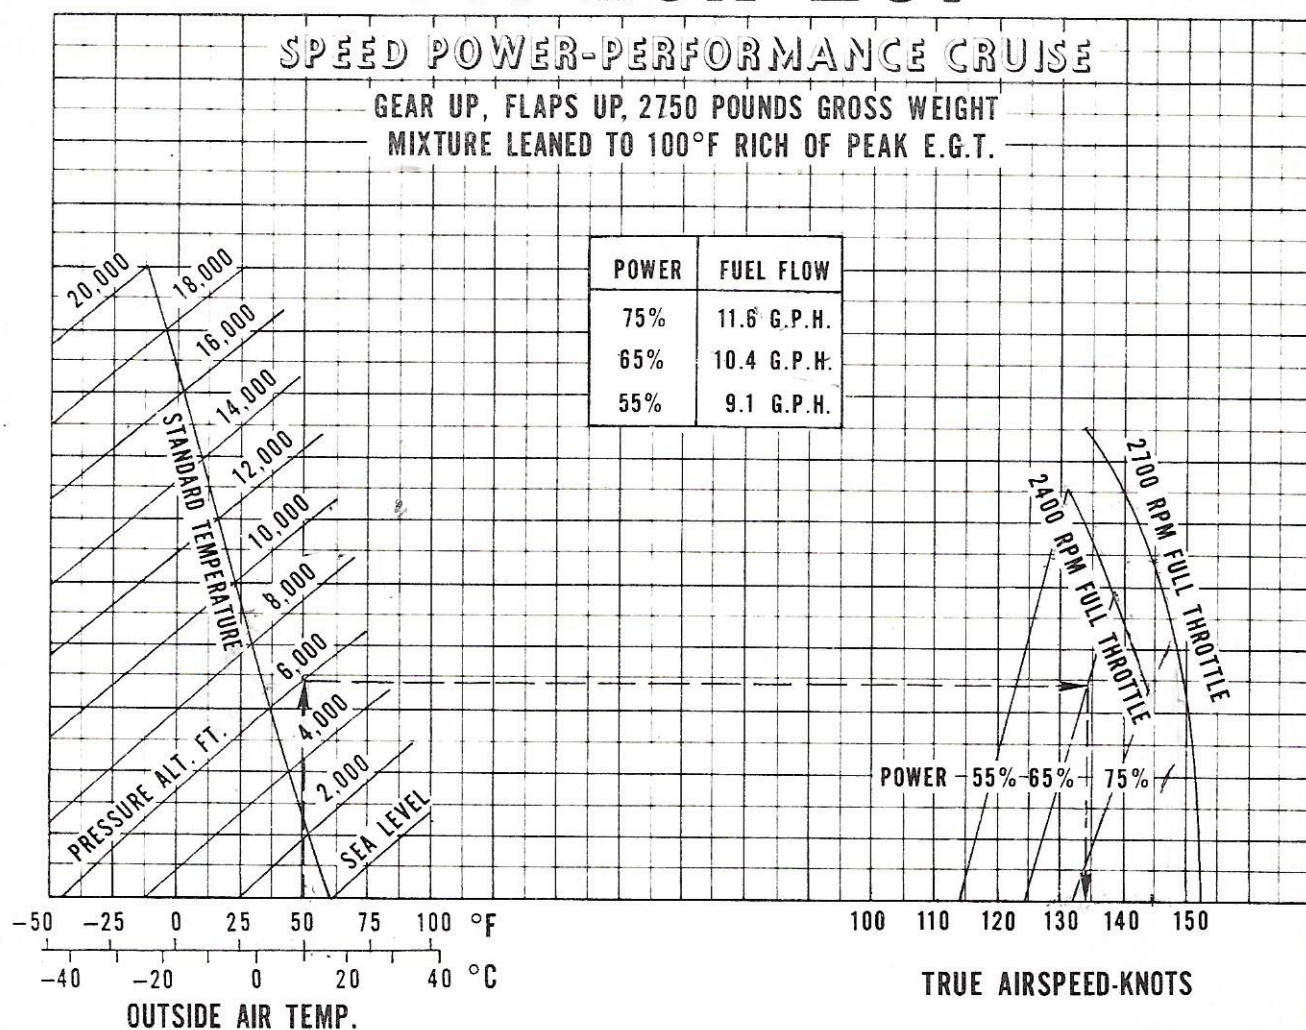 SPEED POWER-PERFORMANCE CRUISE
GEAR UP, FLAPS UP, 2750 POUNDS GROSS WEIGHT
MIXTURE LEANED TO 100°F RICH OF PEAK E.G.T.
POWER FUEL FLOW
75% 11.6 G.P.H.
65% 10.4 G.P.H.
55% 9.1 G.P.H.
20,000
18,000
16,000
14,000
12,000
10,000
8,000
6,000
4,000
2,000
SEA LEVEL
STANDARD TEMPERATURE
PRESSURE ALT. FT.
2400 RPM FULL THROTTLE
2700 RPM FULL THROTTLE
POWER 55% 65% 75%
-50 -25 0 25 50 75 100 °F
-40 -20 0 20 40 °C
OUTSIDE AIR TEMP.
100 110 120 130 140 150
TRUE AIRSPEED-KNOTS